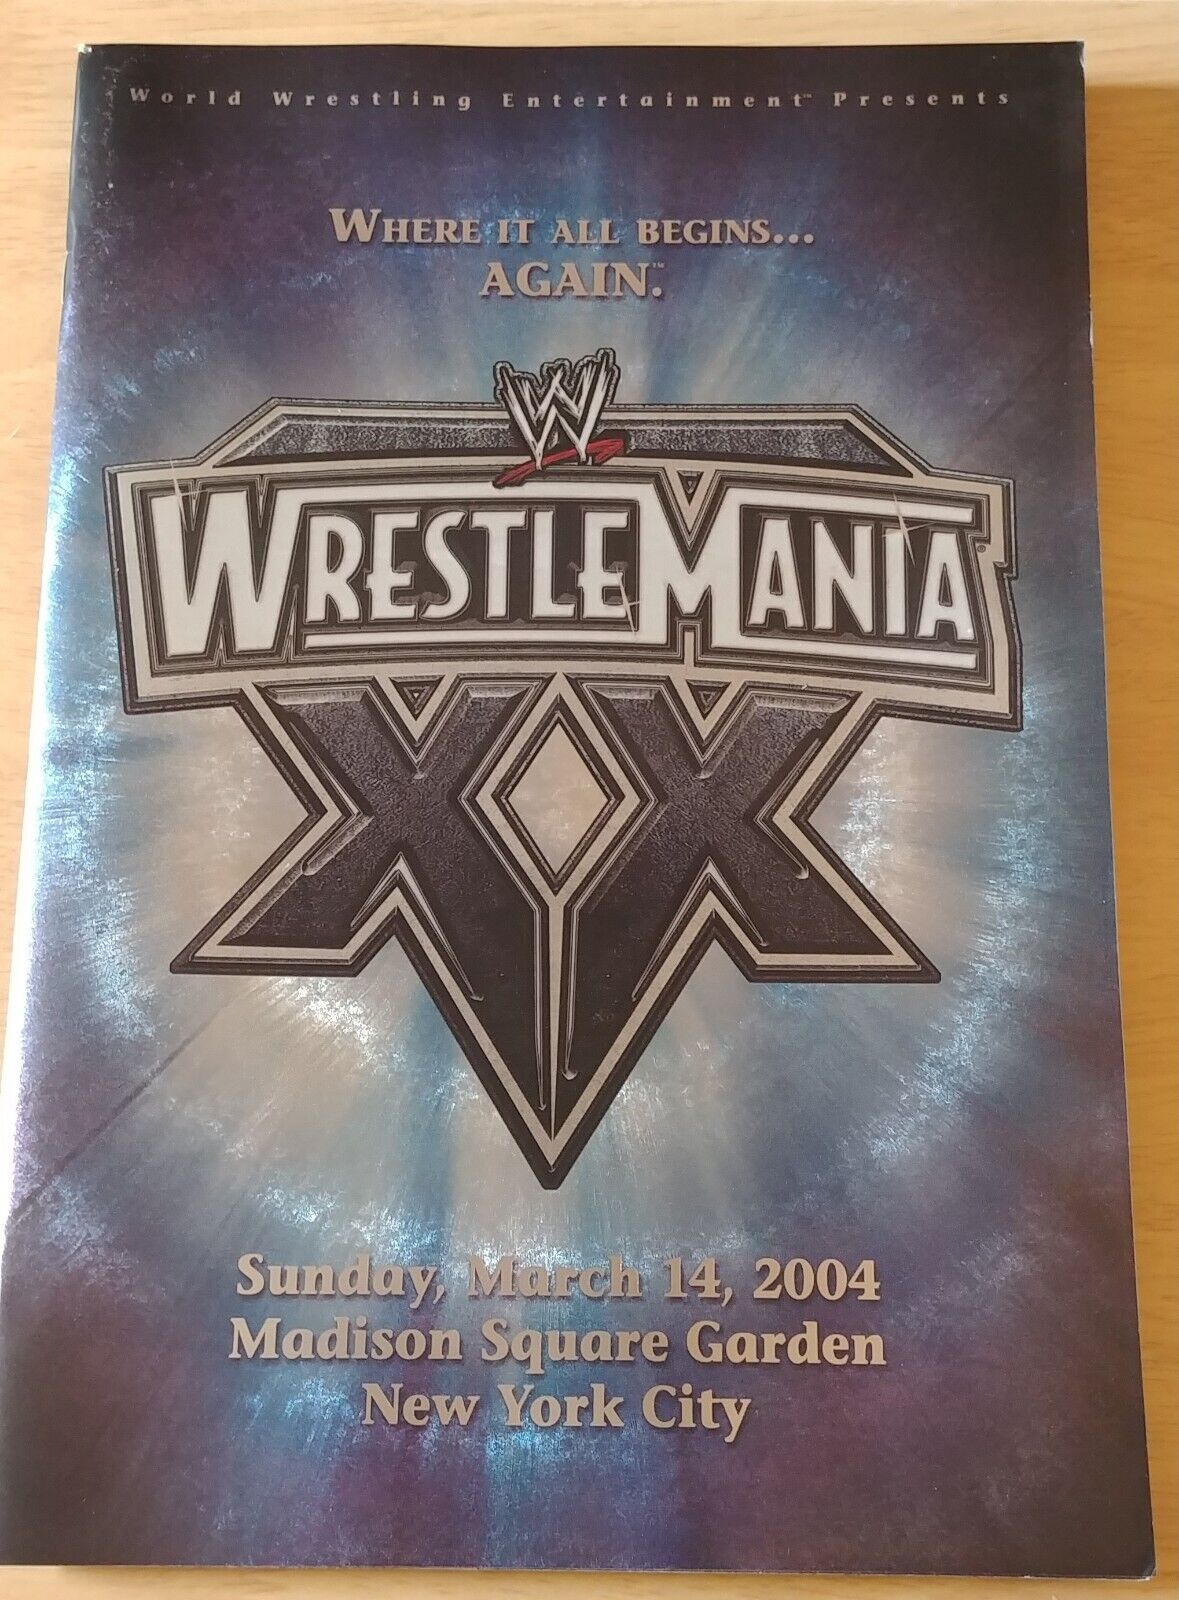 World Wrestling Entertainment™ Presents
WHERE IT ALL BEGINS...
AGAIN.™
W
WRESTLEMANIA®
XX
Sunday, March 14, 2004
Madison Square Garden
New York City